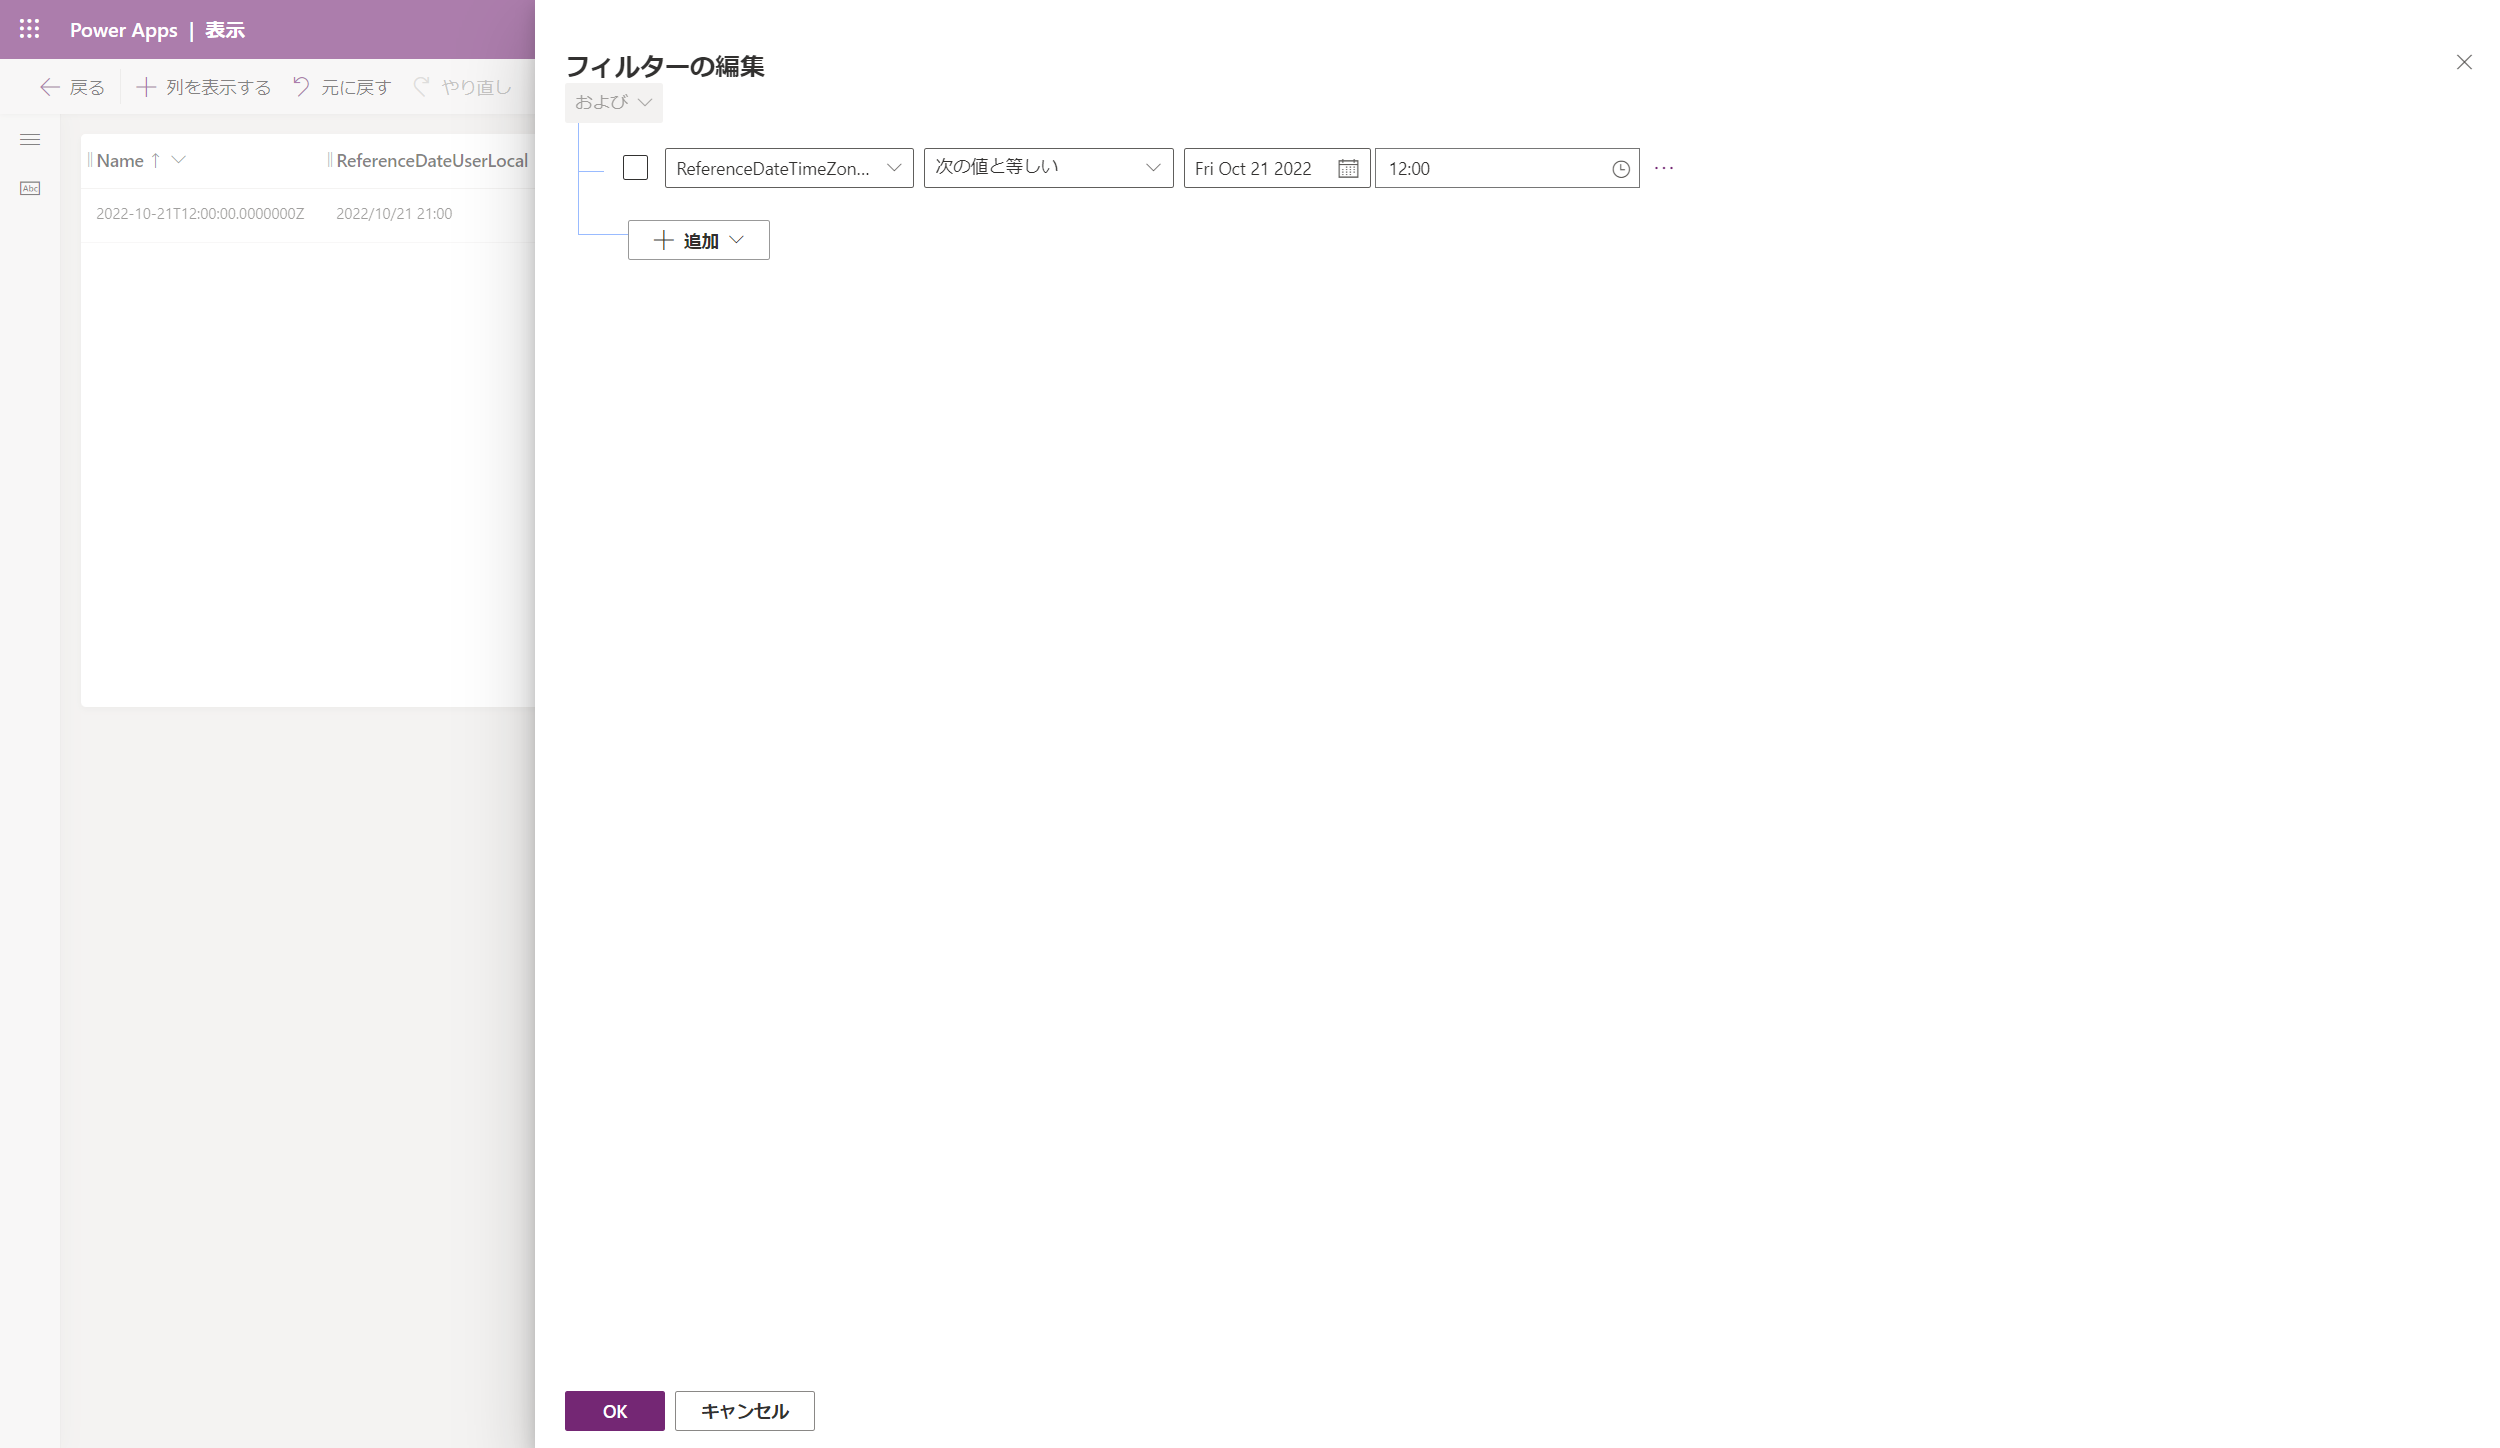 Power Apps | 表示
戻る
列を表示する
元に戻す
やり直し
Name
ReferenceDateUserLocal
Abc
2022-10-21T12:00:00.0000000Z
2022/10/21 21:00
フィルターの編集
および
ReferenceDateTimeZon...
次の値と等しい
Fri Oct 21 2022
12:00
追加
OK
キャンセル